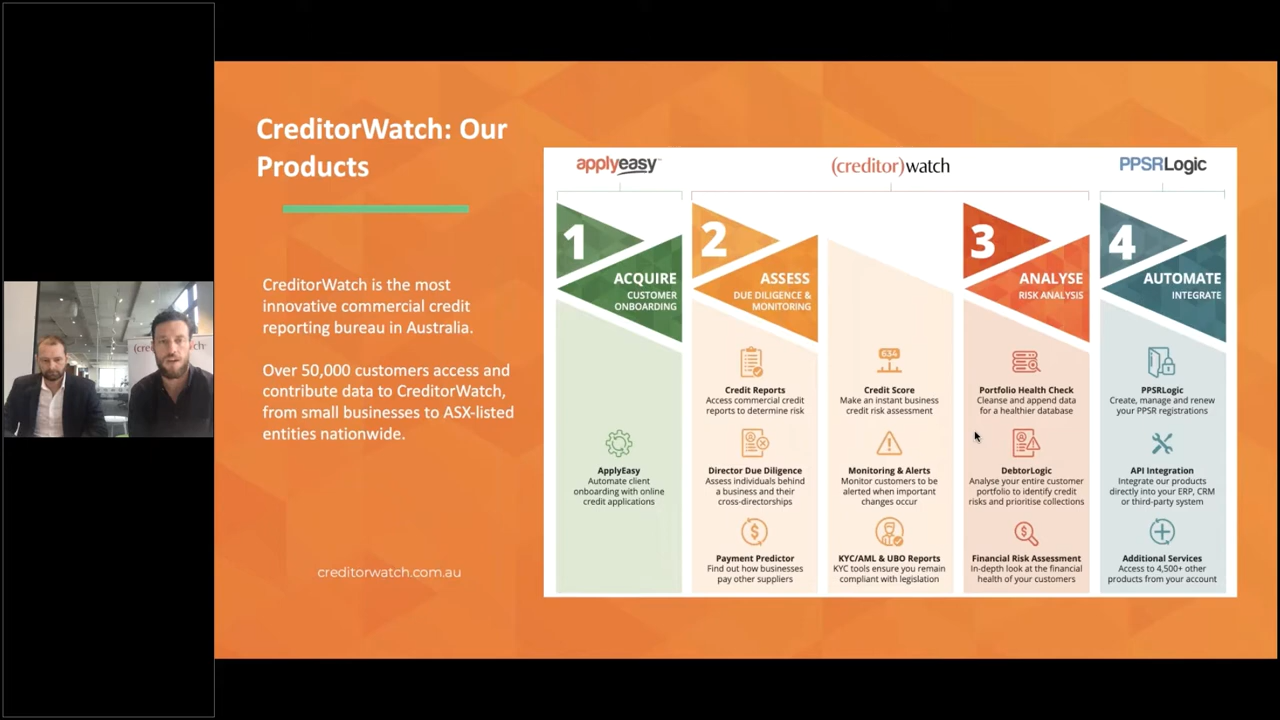 CreditorWatch: Our
Products
CreditorWatch is the most
innovative commercial credit
reporting bureau in Australia.
Over 50,000 customers access and
contribute data to CreditorWatch,
from small businesses to ASX-listed
entities nationwide.
creditorwatch.com.au
applyeasy™
1
ACQUIRE
CUSTOMER
ONBOARDING
ApplyEasy
Automate client
onboarding with online
credit applications
(creditor)watch
2
ASSESS
DUE DILIGENCE &
MONITORING
Credit Reports
Access commercial credit
reports to determine risk
Director Due Diligence
Assess individuals behind
a business and their
cross-directorships
Payment Predictor
Find out how businesses
pay other suppliers
634
Credit Score
Make an instant business
credit risk assessment
Monitoring & Alerts
Monitor customers to be
alerted when important
changes occur
KYC/AML & UBO Reports
KYC tools ensure you remain
compliant with legislation
3
ANALYSE
RISK ANALYSIS
Portfolio Health Check
Cleanse and append data
for a healthier database
DebtorLogic
Analyse your entire customer
portfolio to identify credit
risks and prioritise collections
Financial Risk Assessment
In-depth look at the financial
health of your customers
PPSRLogic
4
AUTOMATE
INTEGRATE
PPSRLogic
Create, manage and renew
your PPSR registrations
API Integration
Integrate our products
directly into your ERP, CRM
or third-party system
Additional Services
Access to 4,500+ other
products from your account